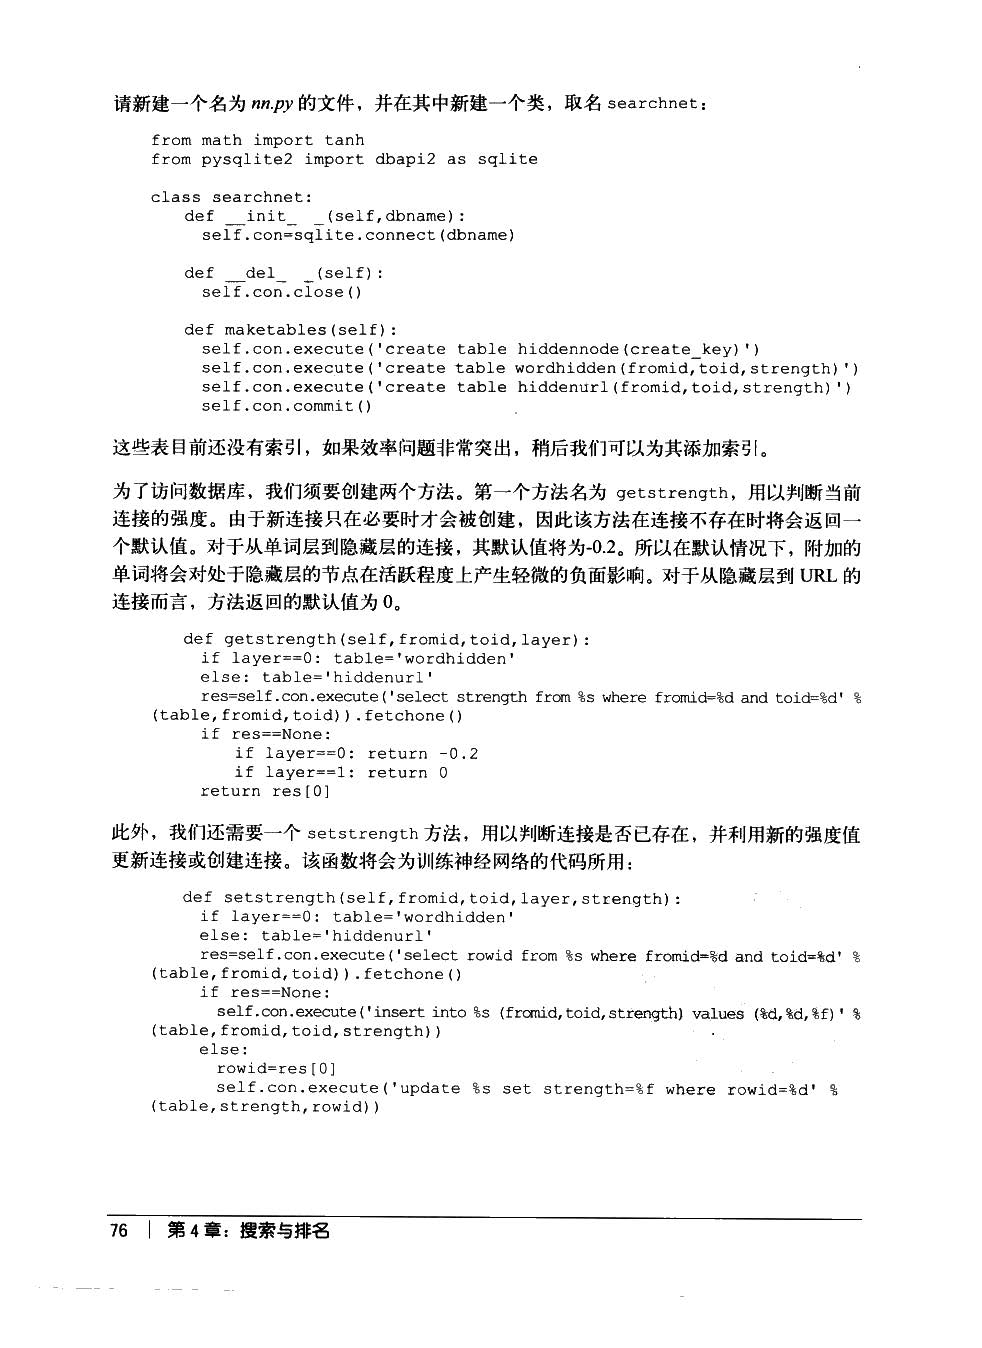 请新建一个名为 nn.py 的文件，并在其中新建一个类，取名 searchnet：
from math import tanh
from pysqlite2 import dbapi2 as sqlite
class searchnet:
def __init_ _(self,dbname):
self.con=sqlite.connect(dbname)
def __del_ _(self):
self.con.close()
def maketables(self):
self.con.execute('create table hiddennode(create_key)')
self.con.execute('create table wordhidden(fromid,toid,strength)')
self.con.execute('create table hiddenurl(fromid,toid,strength)')
self.con.commit()
这些表目前还没有索引，如果效率问题非常突出，稍后我们可以为其添加索引。
为了访问数据库，我们须要创建两个方法。第一个方法名为 getstrength，用以判断当前
连接的强度。由于新连接只在必要时才会被创建，因此该方法在连接不存在时将会返回一
个默认值。对于从单词层到隐藏层的连接，其默认值将为-0.2。所以在默认情况下，附加的
单词将会对处于隐藏层的节点在活跃程度上产生轻微的负面影响。对于从隐藏层到 URL 的
连接而言，方法返回的默认值为 0。
def getstrength(self,fromid,toid,layer):
if layer==0: table='wordhidden'
else: table='hiddenurl'
res=self.con.execute('select strength from %s where fromid=%d and toid=%d' %
(table,fromid,toid)).fetchone()
if res==None:
if layer==0: return -0.2
if layer==1: return 0
return res[0]
此外，我们还需要一个 setstrength 方法，用以判断连接是否已存在，并利用新的强度值
更新连接或创建连接。该函数将会为训练神经网络的代码所用：
def setstrength(self,fromid,toid,layer,strength):
if layer==0: table='wordhidden'
else: table='hiddenurl'
res=self.con.execute('select rowid from %s where fromid=%d and toid=%d' %
(table,fromid,toid)).fetchone()
if res==None:
self.con.execute('insert into %s (fromid,toid,strength) values (%d,%d,%f)' %
(table,fromid,toid,strength))
else:
rowid=res[0]
self.con.execute('update %s set strength=%f where rowid=%d' %
(table,strength,rowid))
76 | 第 4 章：搜索与排名